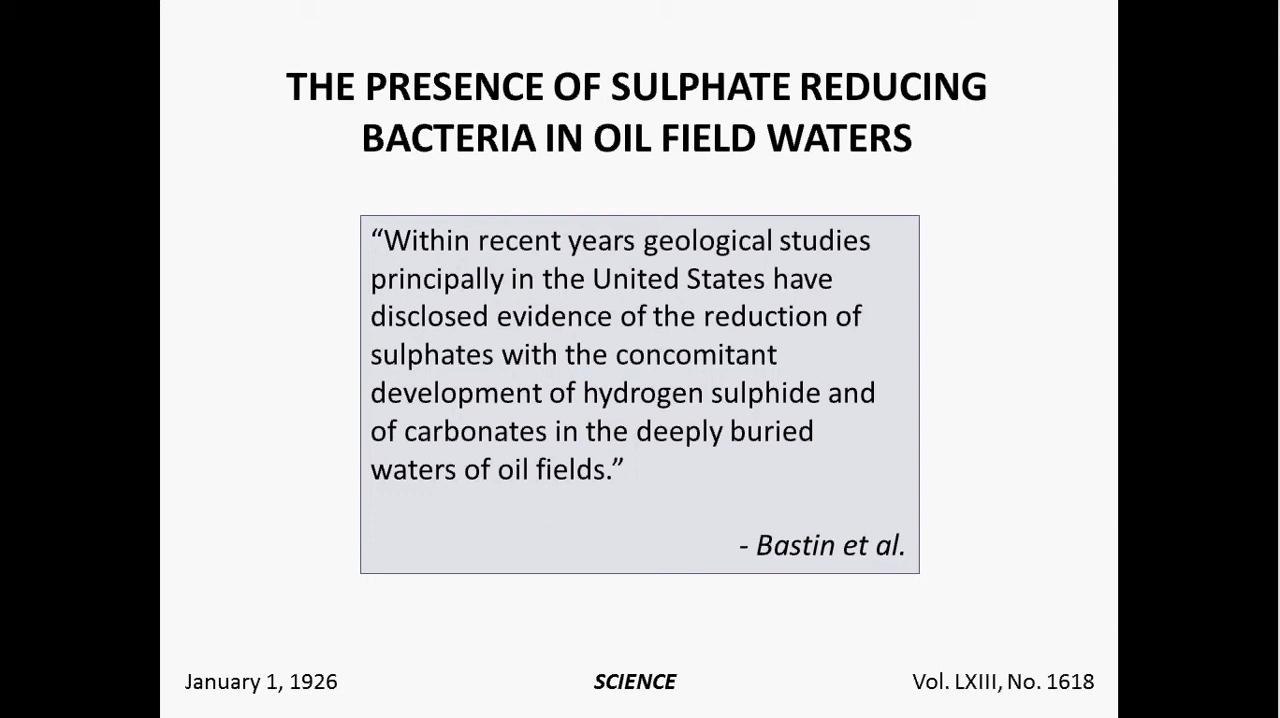 THE PRESENCE OF SULPHATE REDUCING
BACTERIA IN OIL FIELD WATERS
“Within recent years geological studies
principally in the United States have
disclosed evidence of the reduction of
sulphates with the concomitant
development of hydrogen sulphide and
of carbonates in the deeply buried
waters of oil fields.”
- Bastin et al.
January 1, 1926 SCIENCE Vol. LXIII, No. 1618